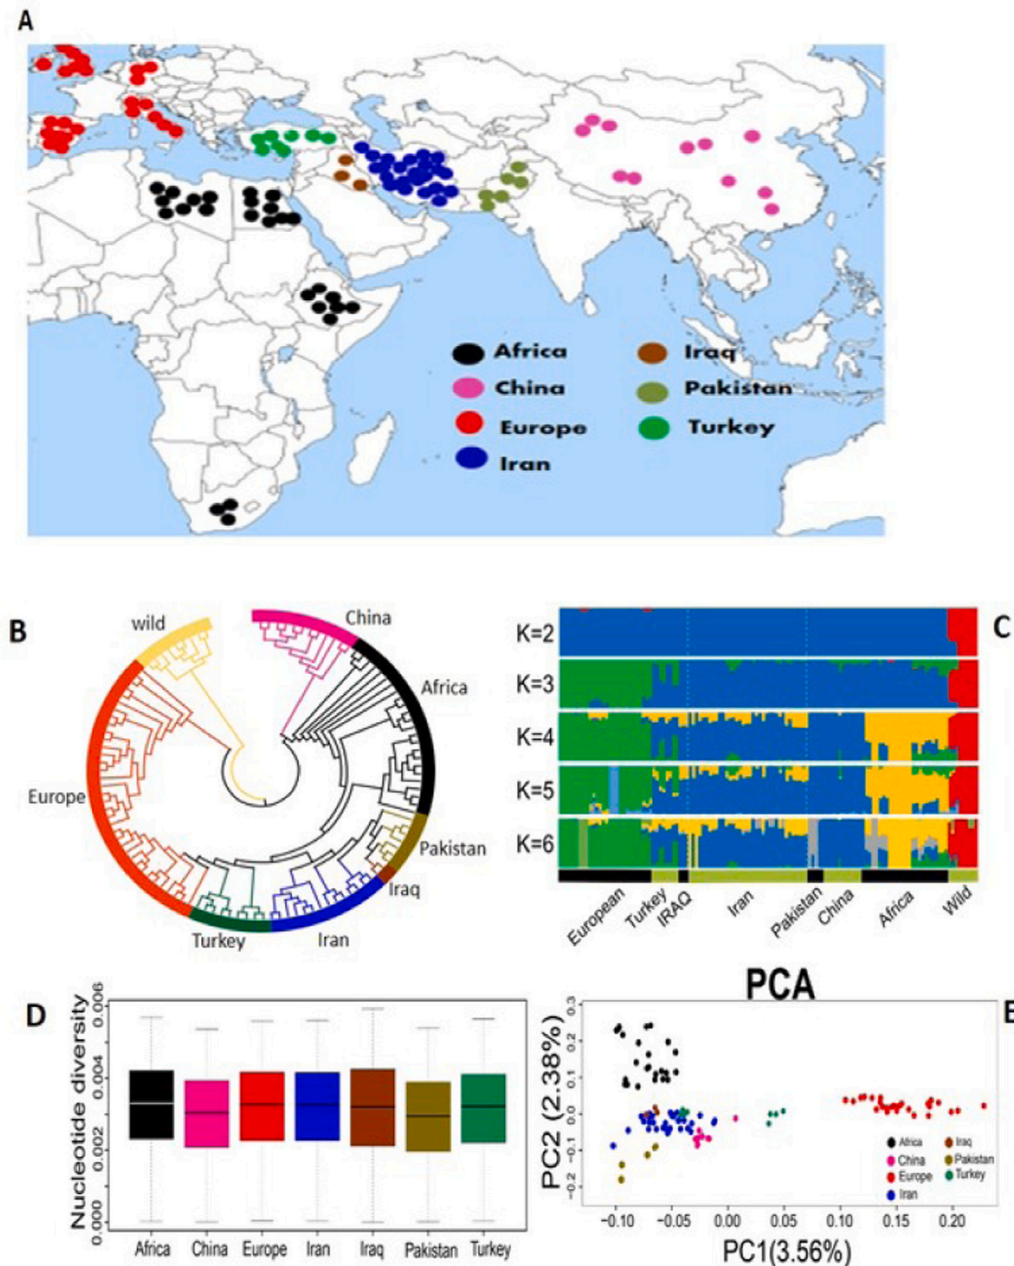 A
Africa
China
Europe
Iran
Iraq
Pakistan
Turkey
B
wild
China
Africa
Europe
Pakistan
Iraq
Turkey
Iran
C
K=2
K=3
K=4
K=5
K=6
European
Turkey
IRAQ
Iran
Pakistan
China
Africa
Wild
D
Nucleotide diversity
0.006
0.004
0.002
0.000
Africa
China
Europe
Iran
Iraq
Pakistan
Turkey
PCA
E
PC2 (2.38%)
0.3
0.2
0.1
0.0
−0.1
−0.2
Africa
China
Europe
Iran
Iraq
Pakistan
Turkey
−0.10
−0.05
0.00
0.05
0.10
0.15
0.20
PC1(3.56%)